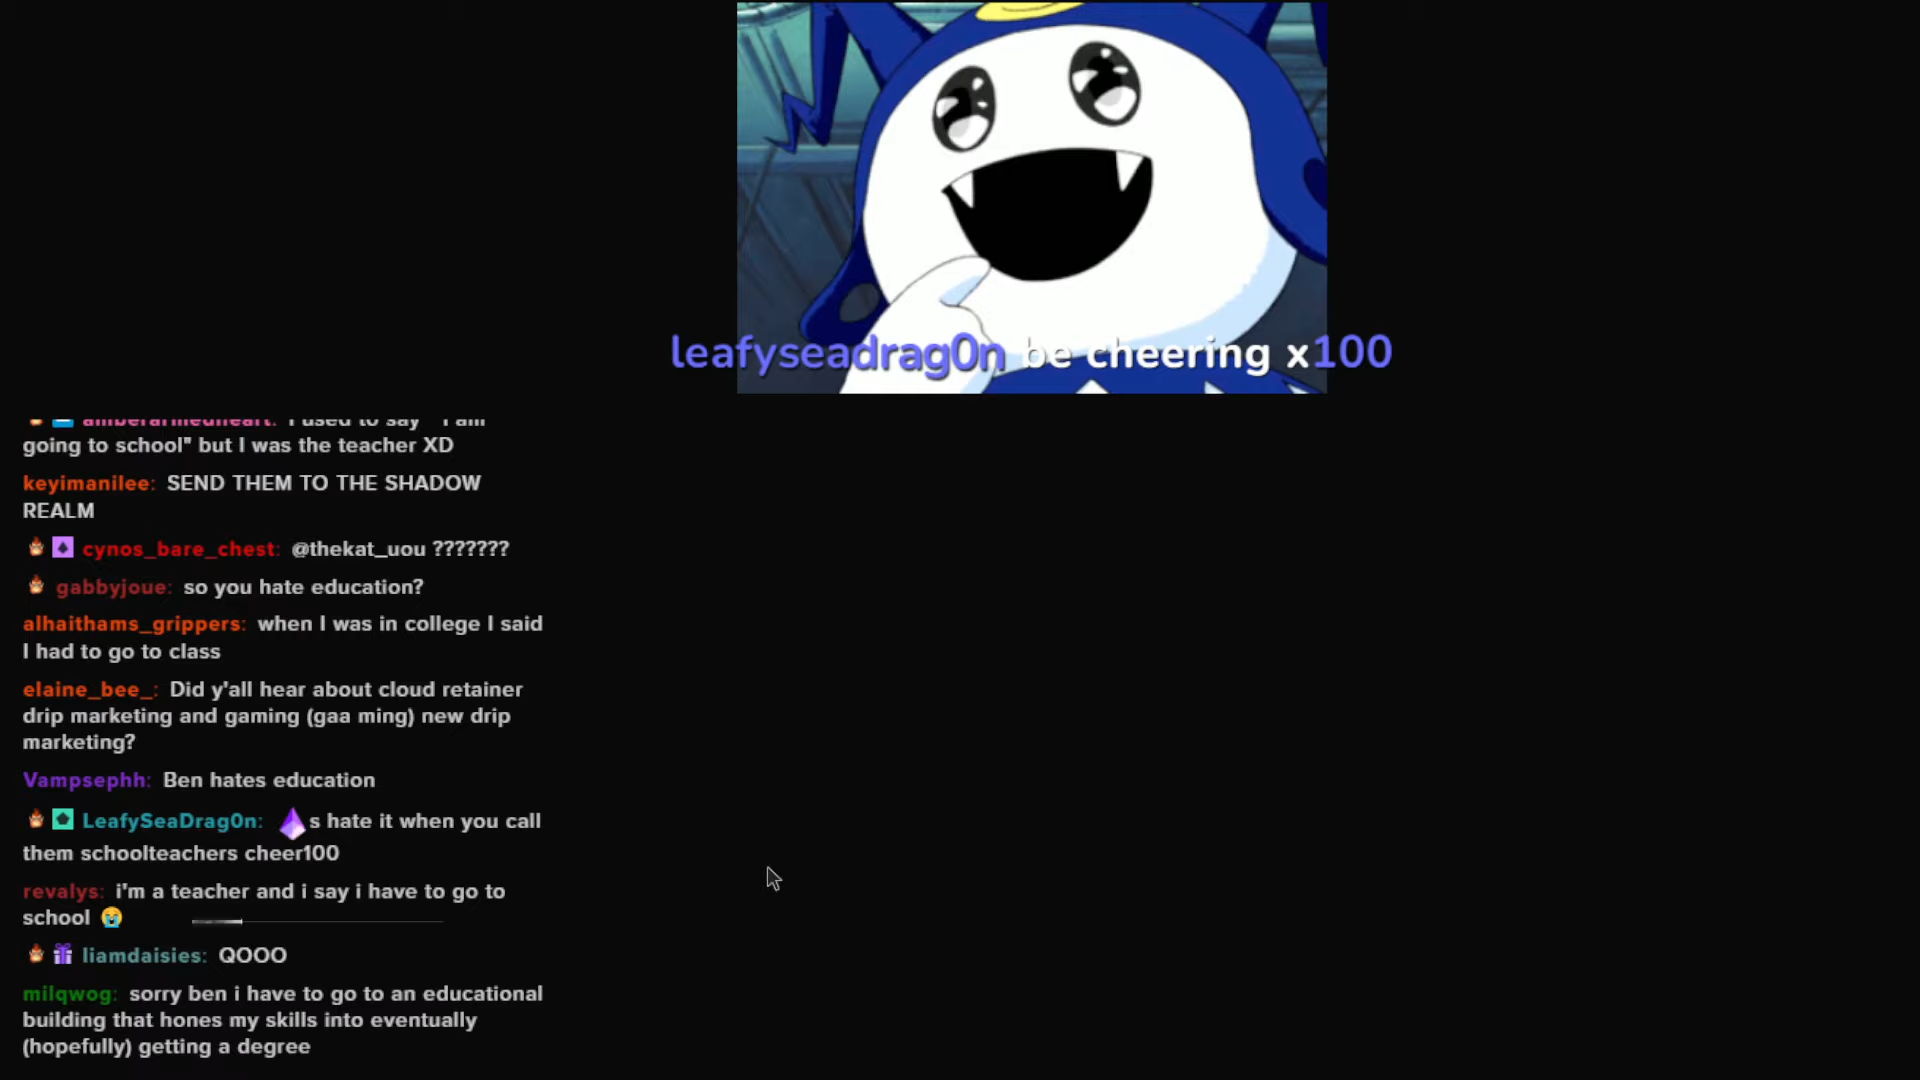 leafyseadrag0n be cheering x100
amberarmedheart: I used to say " I am
going to school" but I was the teacher XD
keyimanilee: SEND THEM TO THE SHADOW
REALM
cynos_bare_chest: @thekat_uou ???????
gabbyjoue: so you hate education?
alhaithams_grippers: when I was in college I said
I had to go to class
elaine_bee_: Did y'all hear about cloud retainer
drip marketing and gaming (gaa ming) new drip
marketing?
Vampsephh: Ben hates education
LeafySeaDrag0n: s hate it when you call
them schoolteachers cheer100
revalys: i'm a teacher and i say i have to go to
school 😭
liamdaisies: QOOO
milqwog: sorry ben i have to go to an educational
building that hones my skills into eventually
(hopefully) getting a degree